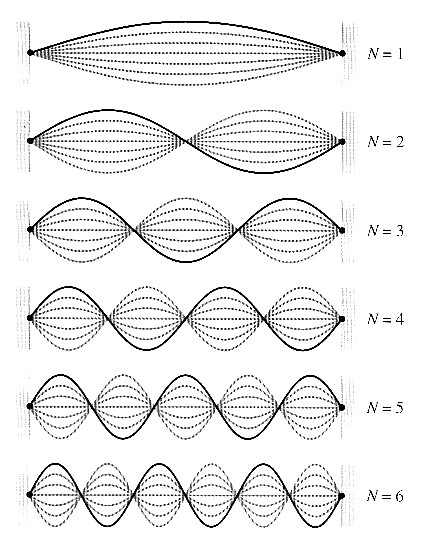 N = 1
N = 2
N = 3
N = 4
N = 5
N = 6